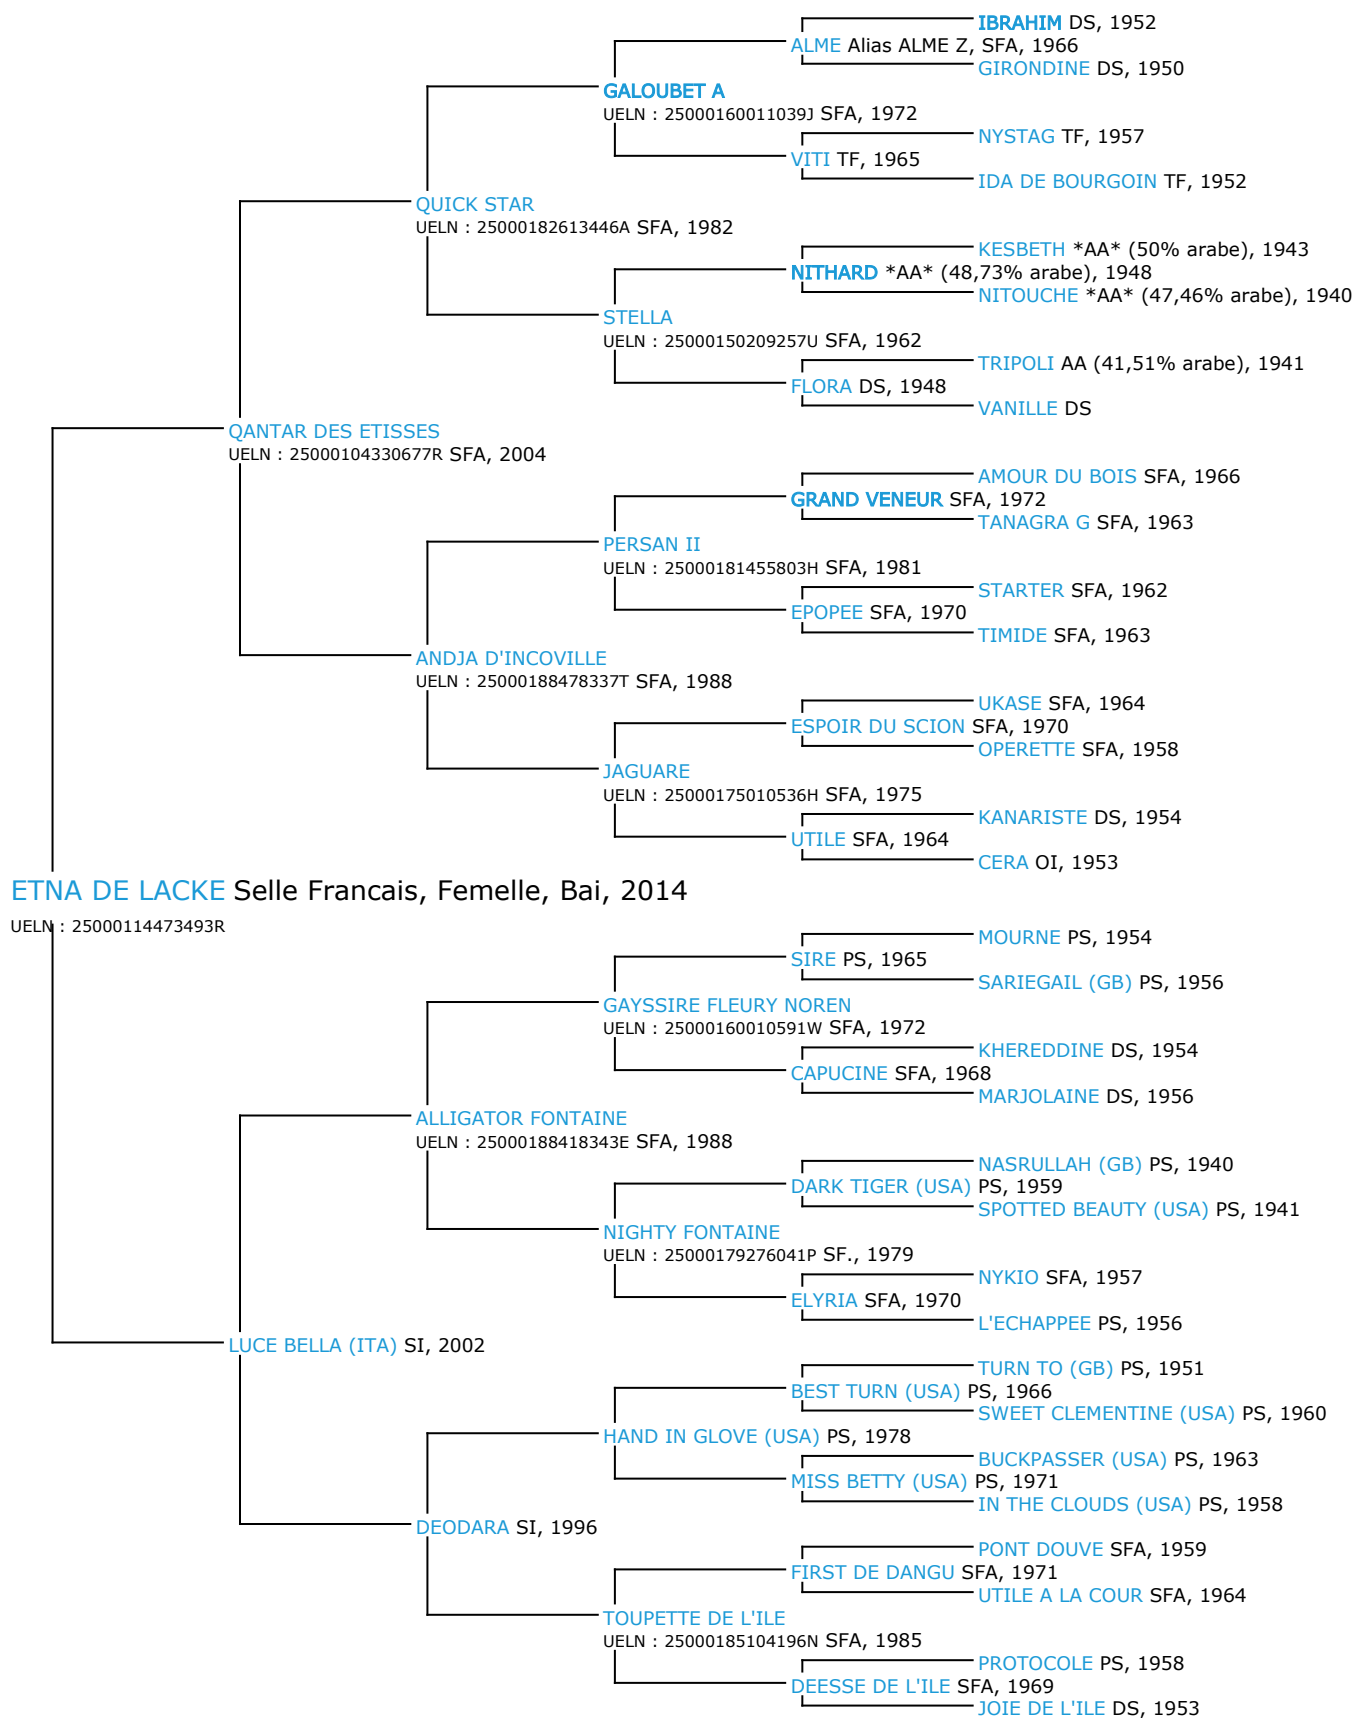 IBRAHIM DS, 1952
ALME Alias ALME Z, SFA, 1966
GIRONDINE DS, 1950
GALOUBET A
UELN : 25000160011039J SFA, 1972
NYSTAG TF, 1957
VITI TF, 1965
IDA DE BOURGOIN TF, 1952
QUICK STAR
UELN : 25000182613446A SFA, 1982
KESBETH *AA* (50% arabe), 1943
NITHARD *AA* (48,73% arabe), 1948
NITOUCHE *AA* (47,46% arabe), 1940
STELLA
UELN : 25000150209257U SFA, 1962
TRIPOLI AA (41,51% arabe), 1941
FLORA DS, 1948
VANILLE DS
QANTAR DES ETISSES
UELN : 25000104330677R SFA, 2004
AMOUR DU BOIS SFA, 1966
GRAND VENEUR SFA, 1972
TANAGRA G SFA, 1963
PERSAN II
UELN : 25000181455803H SFA, 1981
STARTER SFA, 1962
EPOPEE SFA, 1970
TIMIDE SFA, 1963
ANDJA D'INCOVILLE
UELN : 25000188478337T SFA, 1988
UKASE SFA, 1964
ESPOIR DU SCION SFA, 1970
OPERETTE SFA, 1958
JAGUARE
UELN : 25000175010536H SFA, 1975
KANARISTE DS, 1954
UTILE SFA, 1964
CERA OI, 1953
ETNA DE LACKE Selle Francais, Femelle, Bai, 2014
UELN : 25000114473493R
MOURNE PS, 1954
SIRE PS, 1965
SARIEGAIL (GB) PS, 1956
GAYSSIRE FLEURY NOREN
UELN : 25000160010591W SFA, 1972
KHEREDDINE DS, 1954
CAPUCINE SFA, 1968
MARJOLAINE DS, 1956
ALLIGATOR FONTAINE
UELN : 25000188418343E SFA, 1988
NASRULLAH (GB) PS, 1940
DARK TIGER (USA) PS, 1959
SPOTTED BEAUTY (USA) PS, 1941
NIGHTY FONTAINE
UELN : 25000179276041P SF., 1979
NYKIO SFA, 1957
ELYRIA SFA, 1970
L'ECHAPPEE PS, 1956
LUCE BELLA (ITA) SI, 2002
TURN TO (GB) PS, 1951
BEST TURN (USA) PS, 1966
SWEET CLEMENTINE (USA) PS, 1960
HAND IN GLOVE (USA) PS, 1978
BUCKPASSER (USA) PS, 1963
MISS BETTY (USA) PS, 1971
IN THE CLOUDS (USA) PS, 1958
DEODARA SI, 1996
PONT DOUVE SFA, 1959
FIRST DE DANGU SFA, 1971
UTILE A LA COUR SFA, 1964
TOUPETTE DE L'ILE
UELN : 25000185104196N SFA, 1985
PROTOCOLE PS, 1958
DEESSE DE L'ILE SFA, 1969
JOIE DE L'ILE DS, 1953